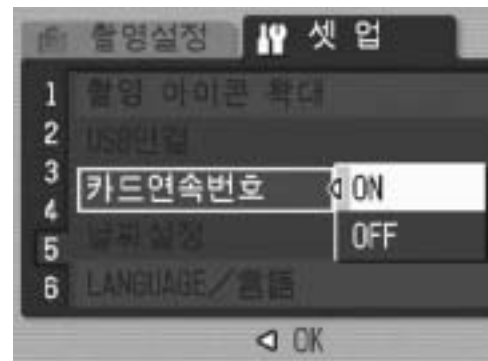 촬영설정 셋 업
1 촬영 아이콘 확대
2 USB연결
3 카드연속번호 ON
4
5 날짜설정 OFF
6 LANGUAGE/言語
OK